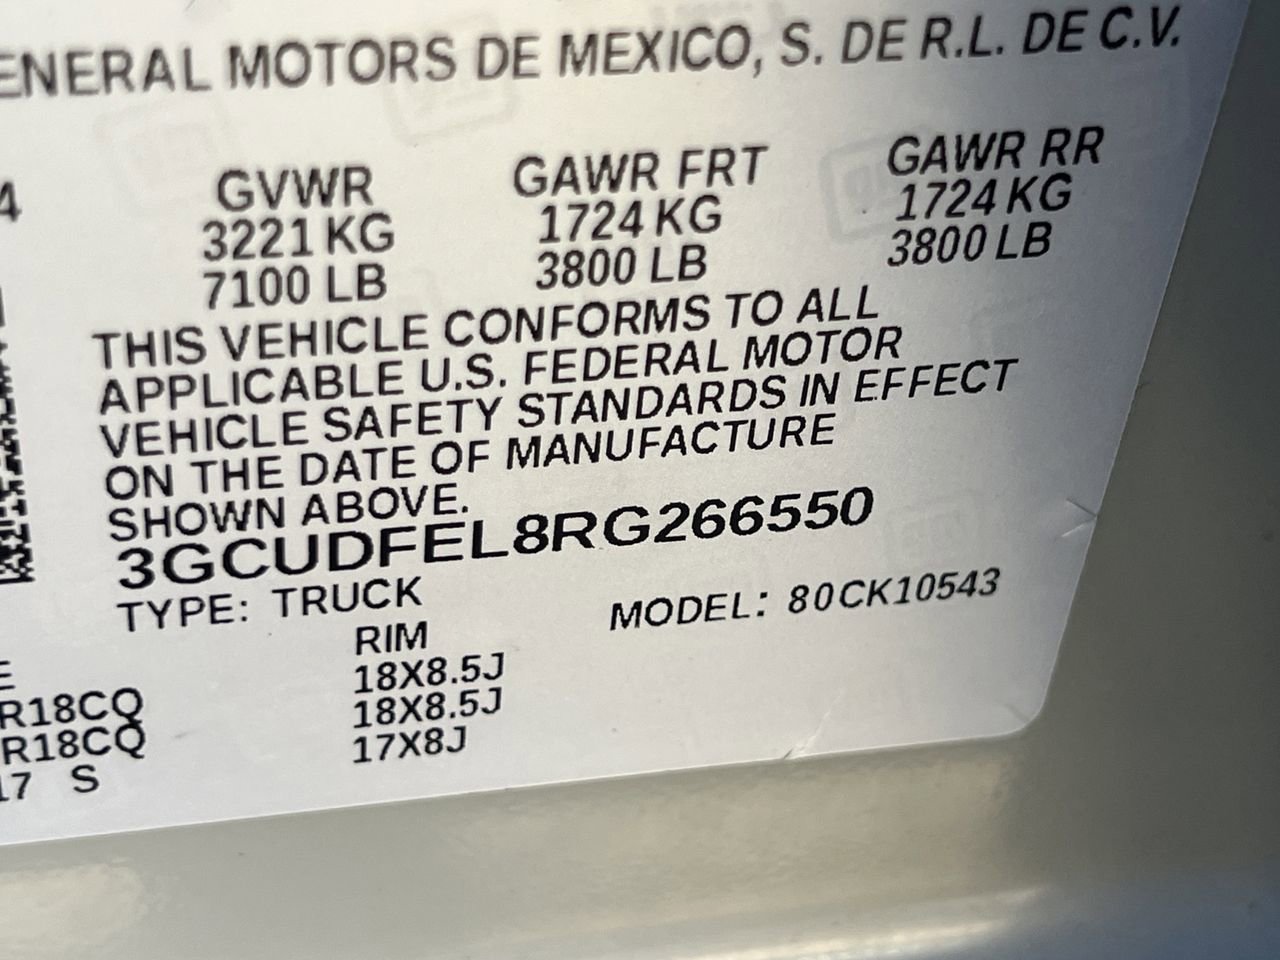 ENERAL MOTORS DE MEXICO, S. DE R.L. DE C.V.
4
GVWR GAWR FRT GAWR RR
3221 KG 1724 KG 1724 KG
7100 LB 3800 LB 3800 LB
THIS VEHICLE CONFORMS TO ALL
APPLICABLE U.S. FEDERAL MOTOR
VEHICLE SAFETY STANDARDS IN EFFECT
ON THE DATE OF MANUFACTURE
SHOWN ABOVE.
3GCUDFEL8RG266550
TYPE: TRUCK MODEL: 80CK10543
E RIM
R18CQ 18X8.5J
R18CQ 18X8.5J
17 S 17X8J